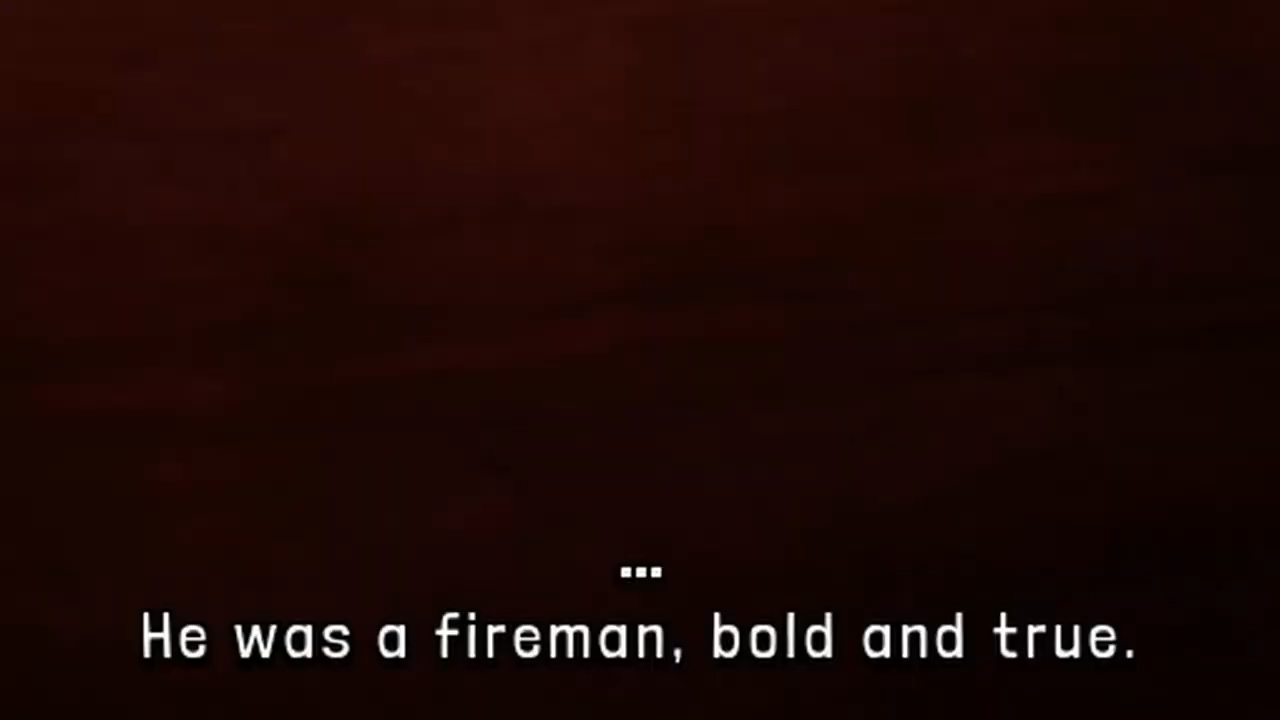 ...
He was a fireman, bold and true.